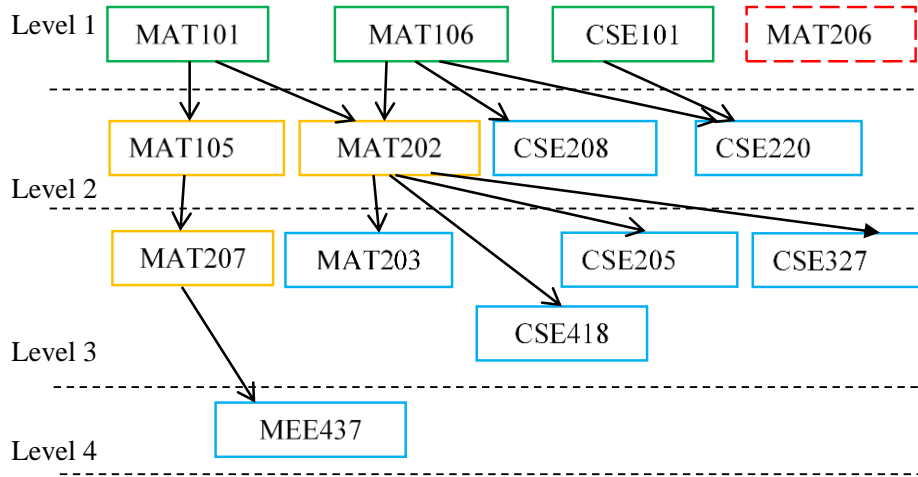 Level 1
MAT101
MAT106
CSE101
MAT206
MAT105
MAT202
CSE208
CSE220
Level 2
MAT207
MAT203
CSE205
CSE327
CSE418
Level 3
MEE437
Level 4